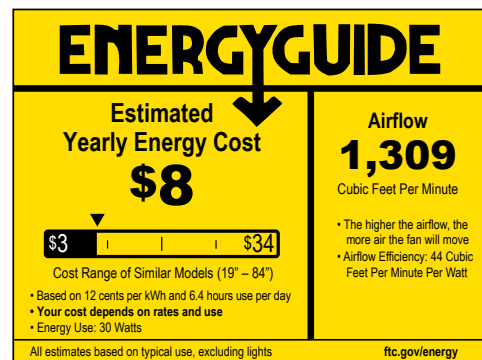 ENERGYGUIDE
Estimated
Yearly Energy Cost
$8
$3
$34
Cost Range of Similar Models (19” – 84”)
• Based on 12 cents per kWh and 6.4 hours use per day
• Your cost depends on rates and use
• Energy Use: 30 Watts
Airflow
1,309
Cubic Feet Per Minute
• The higher the airflow, the
more air the fan will move
• Airflow Efficiency: 44 Cubic
Feet Per Minute Per Watt
All estimates based on typical use, excluding lights
ftc.gov/energy